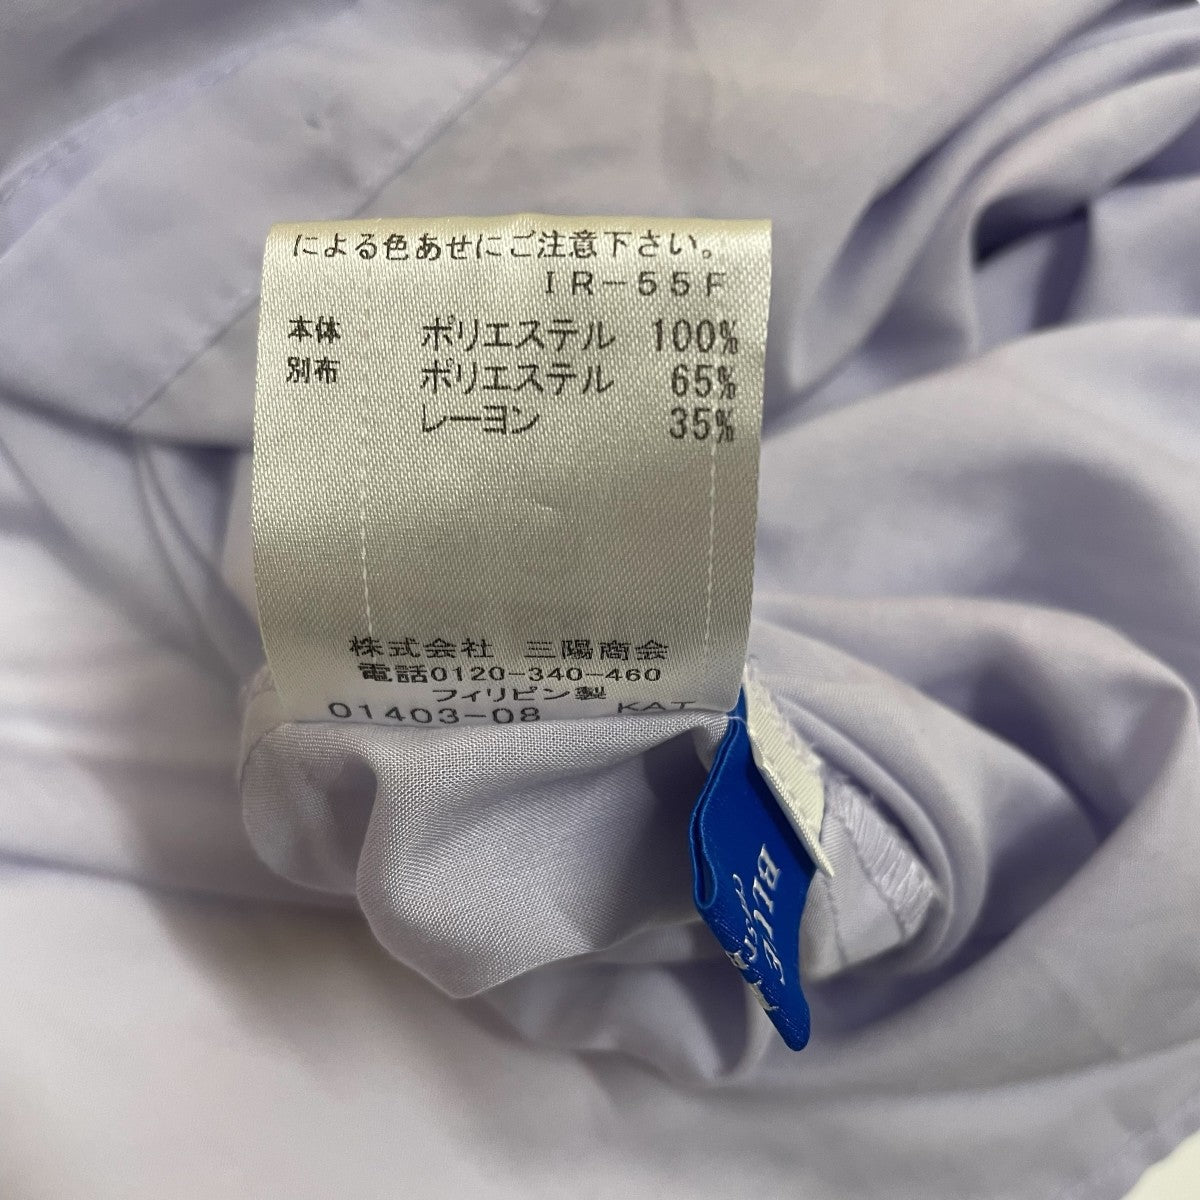 による色あせにご注意下さい。
IR-55F
本体 ポリエステル 100%
別布 ポリエステル 65%
レーヨン 35%
株式会社 三陽商会
電話0120-340-460
フィリピン製
01403-08 KAT
BLUE